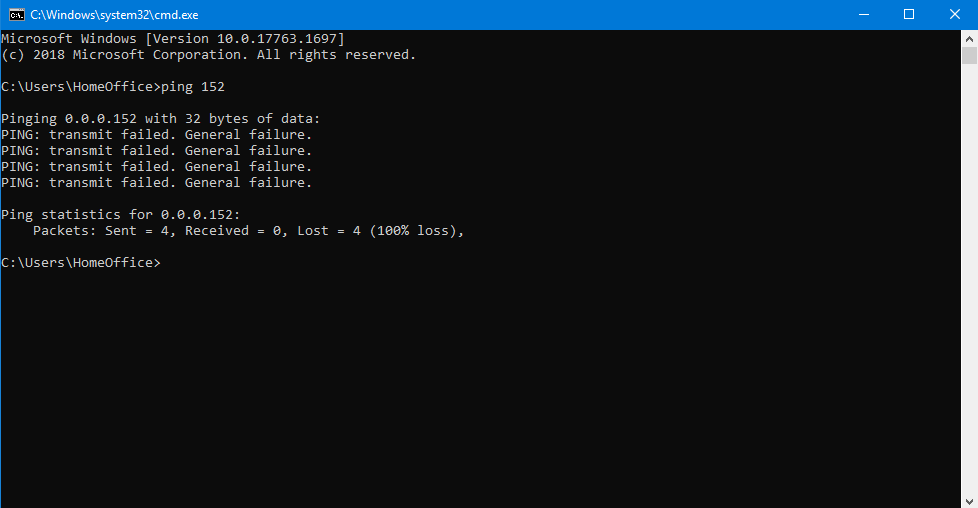 C:\Windows\system32\cmd.exe
Microsoft Windows [Version 10.0.17763.1697]
(c) 2018 Microsoft Corporation. All rights reserved.
C:\Users\HomeOffice>ping 152
Pinging 0.0.0.152 with 32 bytes of data:
PING: transmit failed. General failure.
PING: transmit failed. General failure.
PING: transmit failed. General failure.
PING: transmit failed. General failure.
Ping statistics for 0.0.0.152:
    Packets: Sent = 4, Received = 0, Lost = 4 (100% loss),
C:\Users\HomeOffice>